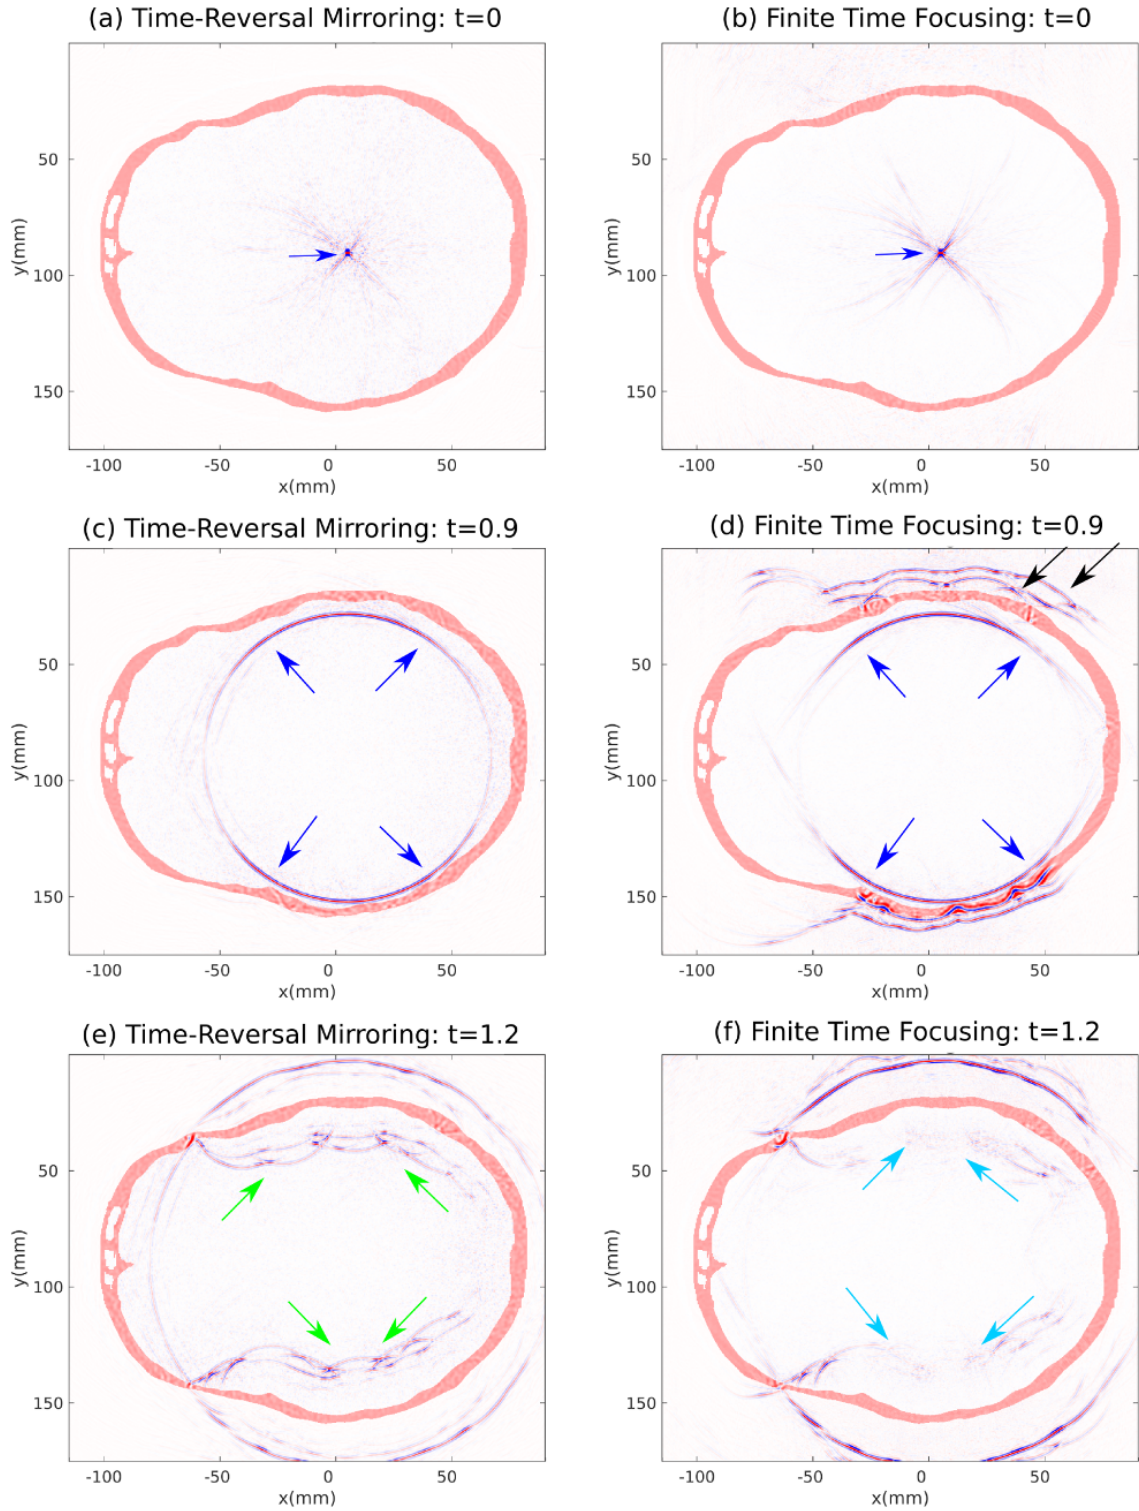 (a) Time-Reversal Mirroring: t=0
(b) Finite Time Focusing: t=0
50
100
150
y(mm)
-100 -50 0 50
x(mm)
50
100
150
y(mm)
-100 -50 0 50
x(mm)
(c) Time-Reversal Mirroring: t=0.9
(d) Finite Time Focusing: t=0.9
50
100
150
y(mm)
-100 -50 0 50
x(mm)
50
100
150
y(mm)
-100 -50 0 50
x(mm)
(e) Time-Reversal Mirroring: t=1.2
(f) Finite Time Focusing: t=1.2
50
100
150
y(mm)
-100 -50 0 50
x(mm)
50
100
150
y(mm)
-100 -50 0 50
x(mm)